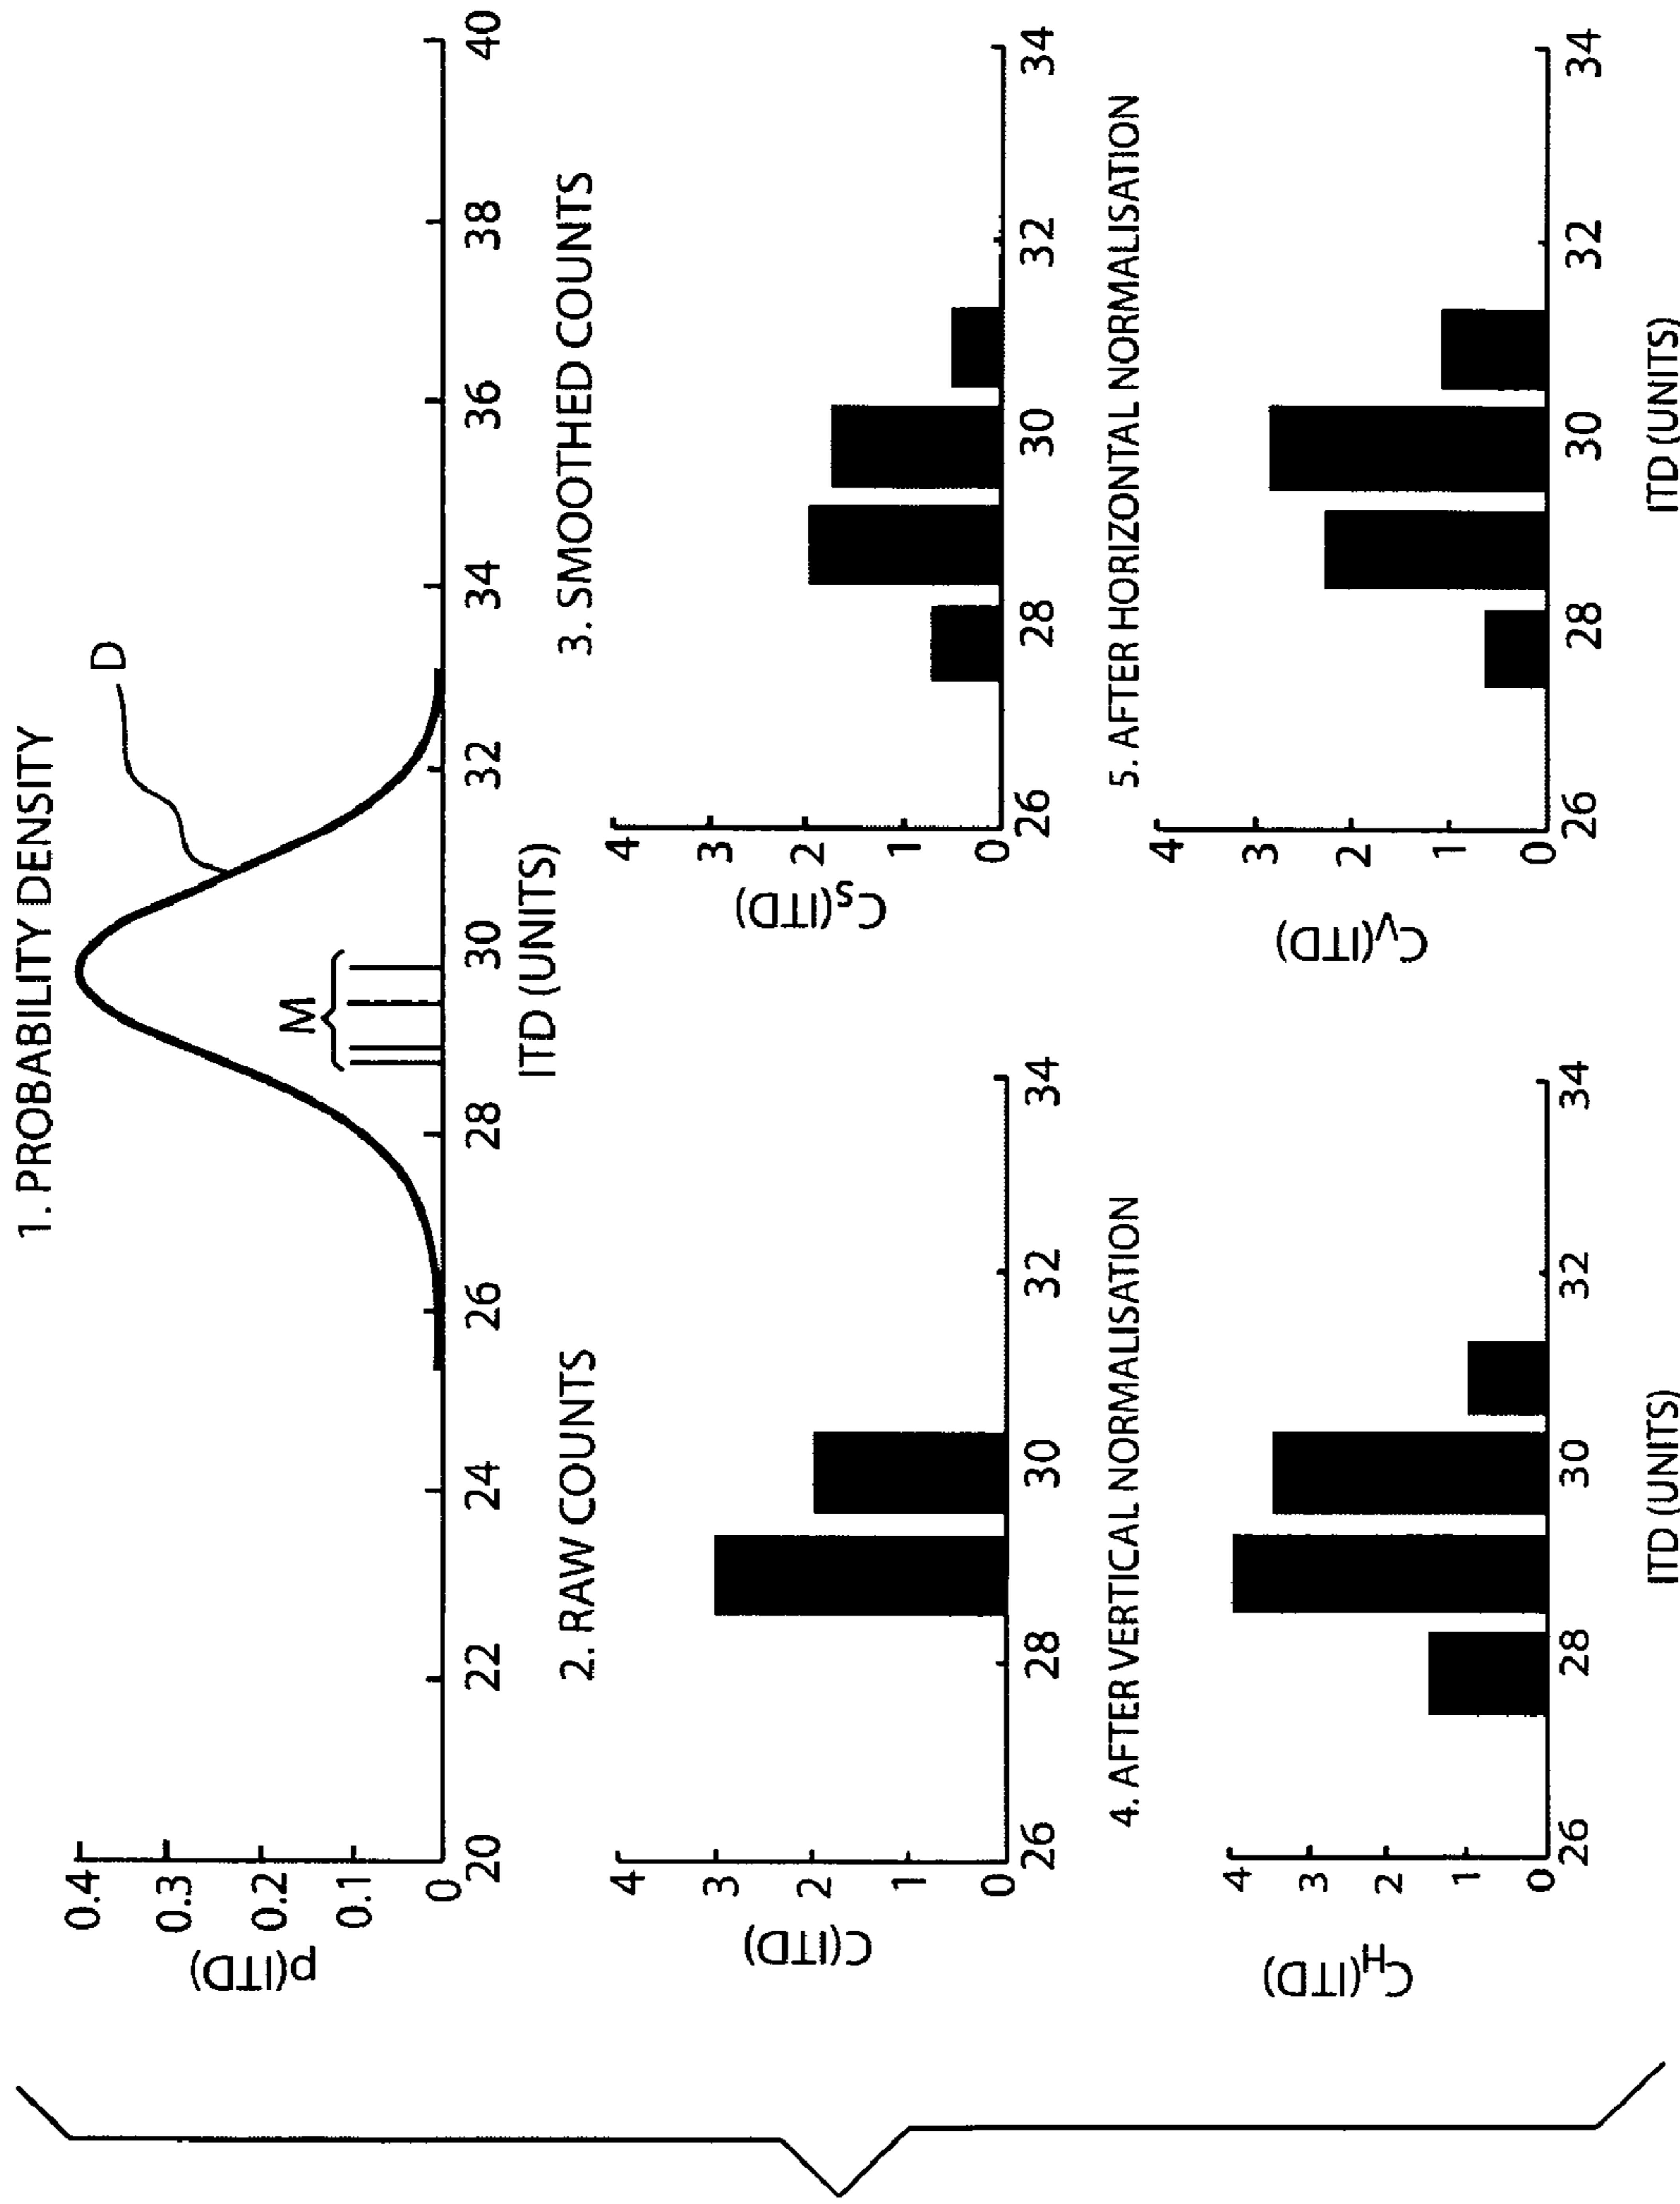 1. PROBABILITY DENSITY
p(ITD)
0.4
0.3
0.2
0.1
0
D
M
20 22 24 26 28 30 32 34 36 38 40
ITD (UNITS)
2. RAW COUNTS
C(ITD)
4
3
2
1
0
26 28 30 32 34
3. SMOOTHED COUNTS
C_S(ITD)
4
3
2
1
0
26 28 30 32 34
4. AFTER VERTICAL NORMALISATION
C_H(ITD)
4
3
2
1
0
26 28 30 32 34
ITD (UNITS)
5. AFTER HORIZONTAL NORMALISATION
C_V(ITD)
4
3
2
1
0
26 28 30 32 34
ITD (UNITS)